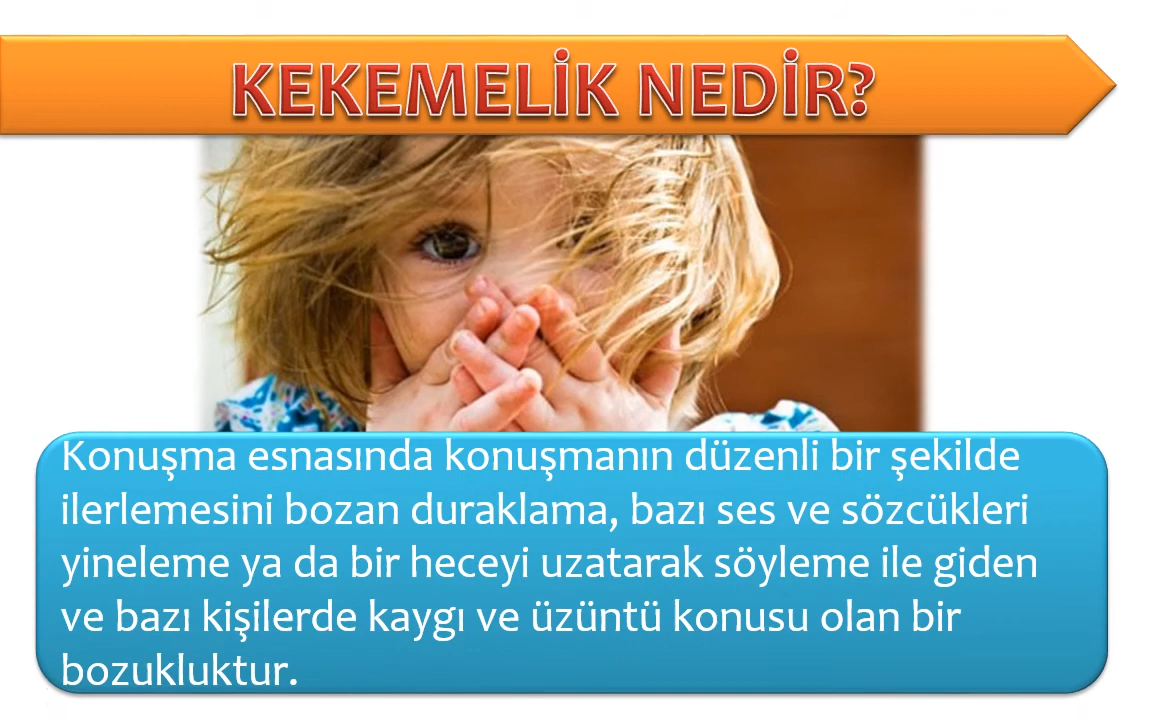 KEKEMELİK NEDİR?
Konuşma esnasında konuşmanın düzenli bir şekilde
ilerlemesini bozan duraklama, bazı ses ve sözcükleri
yineleme ya da bir heceyi uzatarak söyleme ile giden
ve bazı kişilerde kaygı ve üzüntü konusu olan bir
bozukluktur.